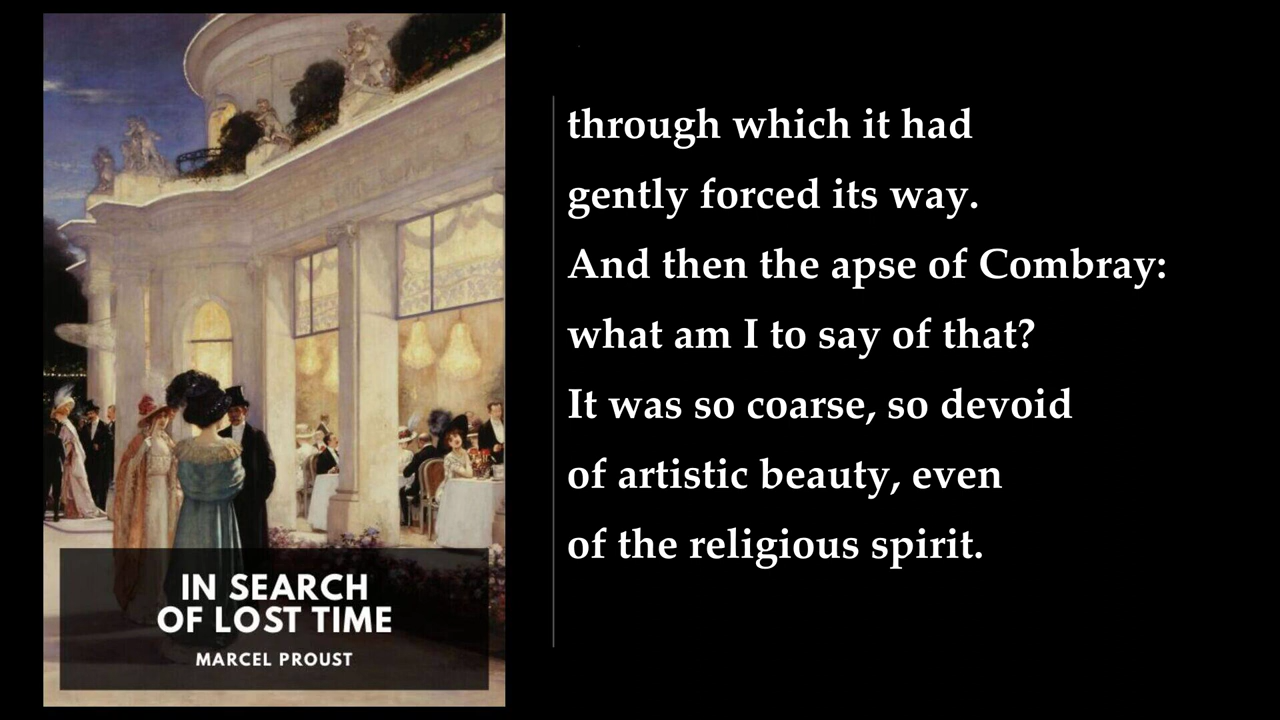 through which it had
gently forced its way.
And then the apse of Combray:
what am I to say of that?
It was so coarse, so devoid
of artistic beauty, even
of the religious spirit.
IN SEARCH
OF LOST TIME
MARCEL PROUST